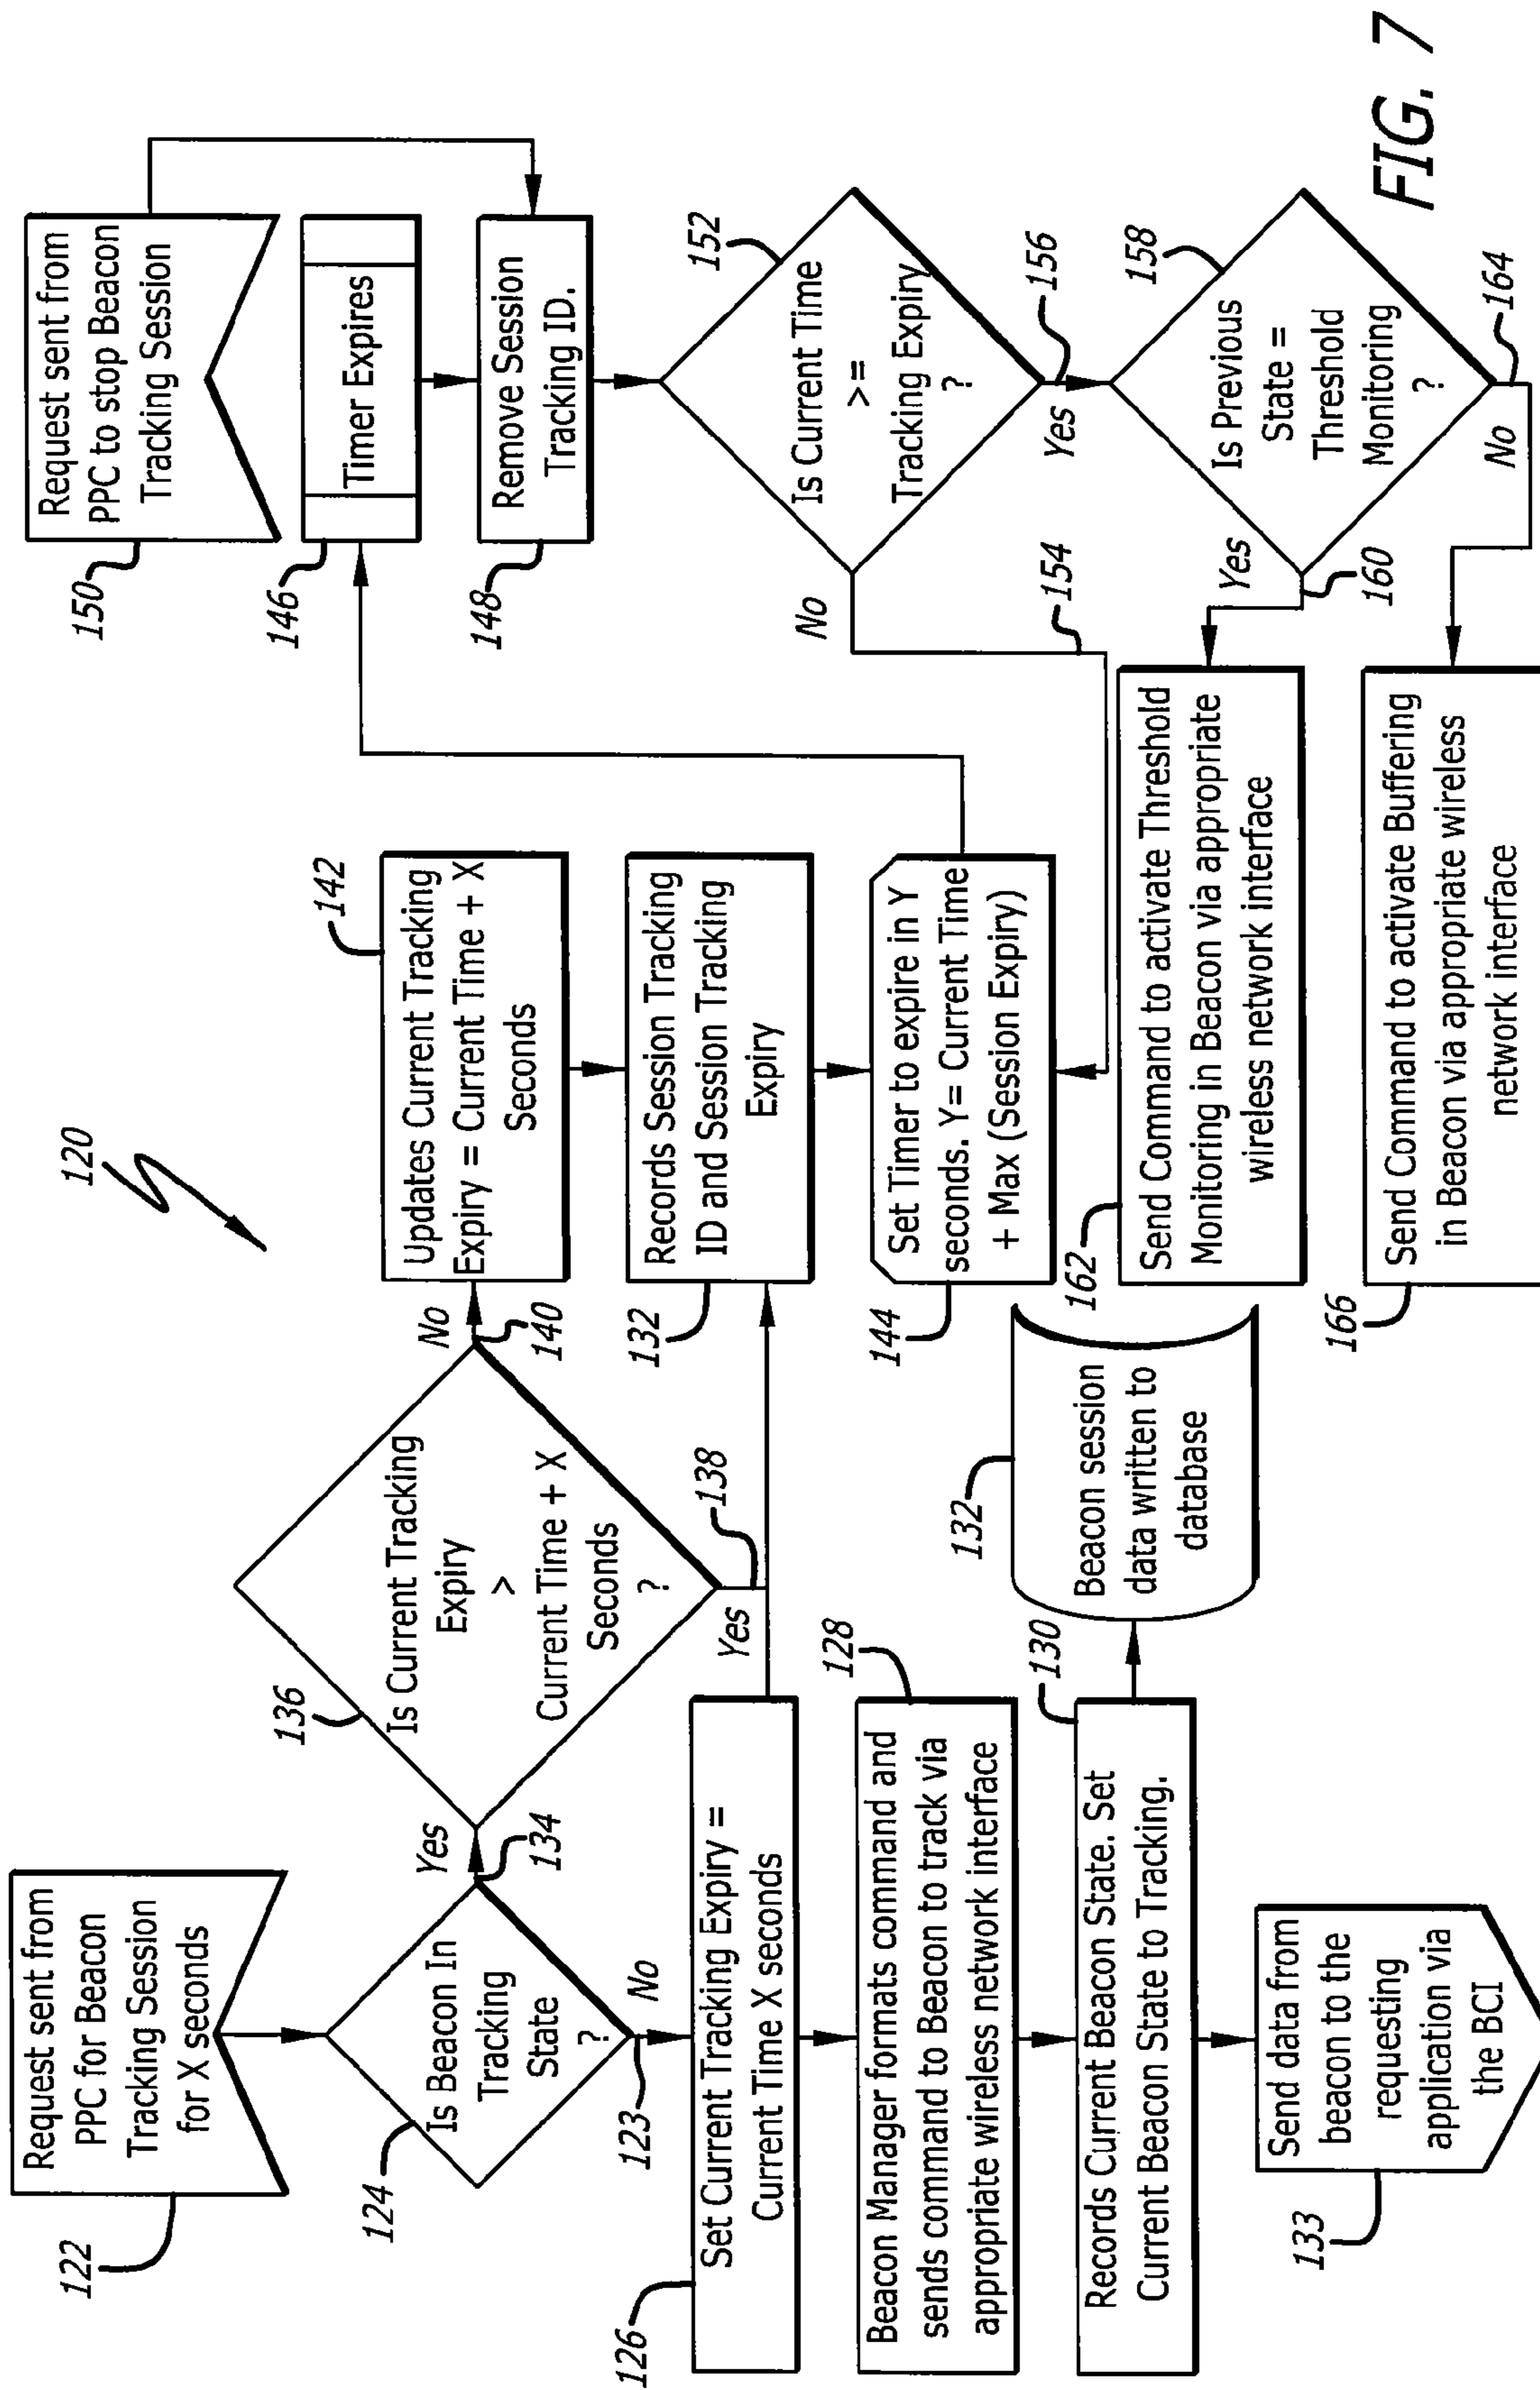 120
122
Request sent from
PPC for Beacon
Tracking Session
for X seconds
124
Is Beacon In
Tracking
State
?
Yes
134
No
123
126
Set Current Tracking Expiry =
Current Time X seconds
128
Beacon Manager formats command and
sends command to Beacon to track via
appropriate wireless network interface
130
Records Current Beacon State. Set
Current Beacon State to Tracking.
133
Send data from
beacon to the
requesting
application via
the BCI
132
Beacon session
data written to
database
136
Is Current Tracking
Expiry
>
Current Time + X
Seconds
?
Yes
138
No
140
142
Updates Current Tracking
Expiry = Current Time + X
Seconds
132
Records Session Tracking
ID and Session Tracking
Expiry
144
Set Timer to expire in Y
seconds. Y= Current Time
+ Max (Session Expiry)
150
Request sent from
PPC to stop Beacon
Tracking Session
146
Timer Expires
148
Remove Session
Tracking ID.
152
Is Current Time
>=
Tracking Expiry
?
No
154
Yes
156
158
Is Previous
State =
Threshold
Monitoring
?
Yes
160
No
164
162
Send Command to activate Threshold
Monitoring in Beacon via appropriate
wireless network interface
166
Send Command to activate Buffering
in Beacon via appropriate wireless
network interface
FIG. 7